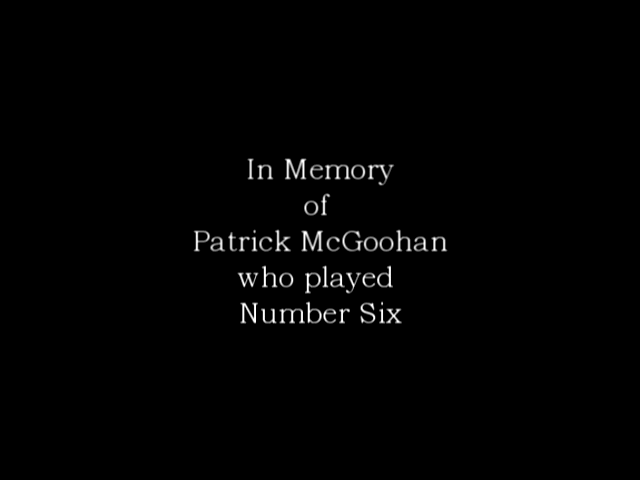 In Memory
of
Patrick McGoohan
who played
Number Six